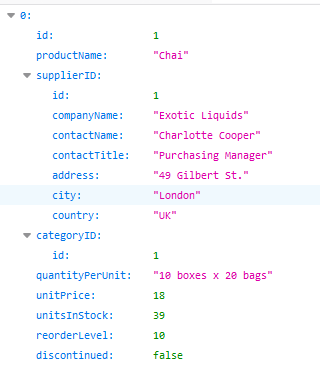 0:
id: 1
productName: "Chai"
supplierID:
id: 1
companyName: "Exotic Liquids"
contactName: "Charlotte Cooper"
contactTitle: "Purchasing Manager"
address: "49 Gilbert St."
city: "London"
country: "UK"
categoryID:
id: 1
quantityPerUnit: "10 boxes x 20 bags"
unitPrice: 18
unitsInStock: 39
reorderLevel: 10
discontinued: false